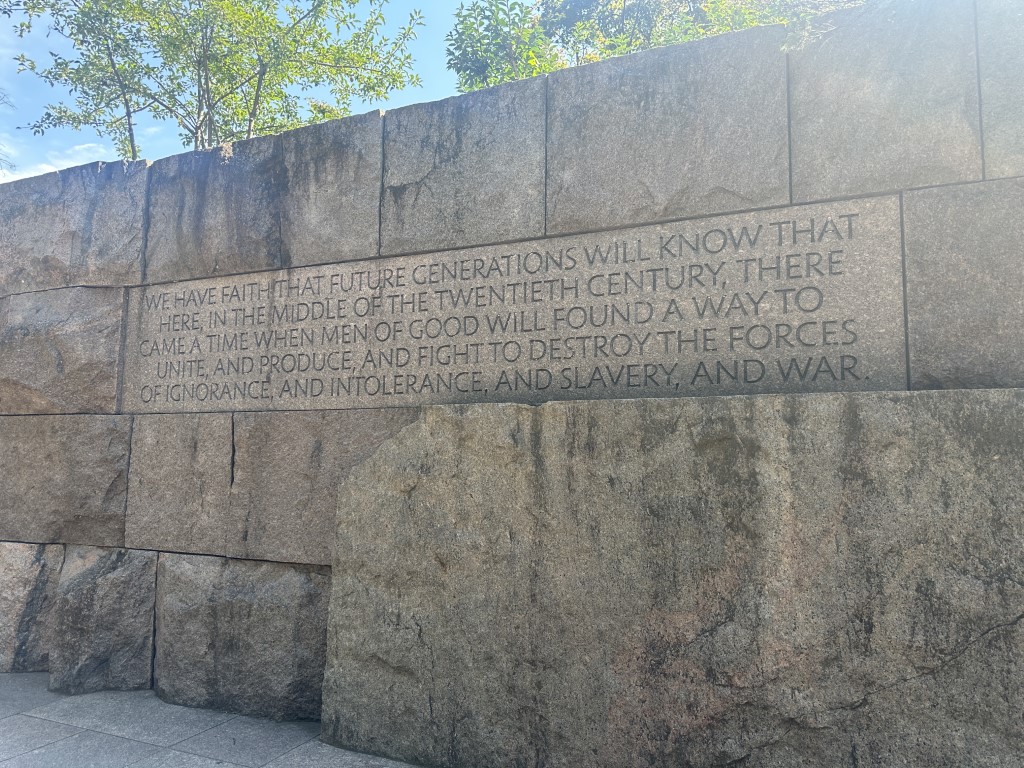 WE HAVE FAITH THAT FUTURE GENERATIONS WILL KNOW THAT
HERE, IN THE MIDDLE OF THE TWENTIETH CENTURY, THERE
CAME A TIME WHEN MEN OF GOOD WILL FOUND A WAY TO
UNITE, AND PRODUCE, AND FIGHT TO DESTROY THE FORCES
OF IGNORANCE, AND INTOLERANCE, AND SLAVERY, AND WAR.